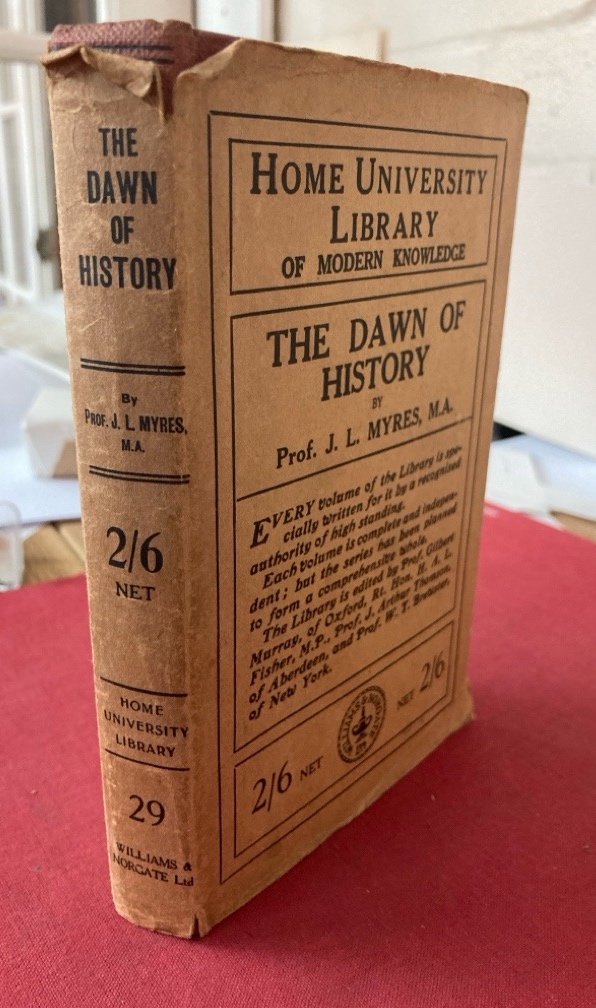 THE
DAWN
OF
HISTORY
By
PROF. J. L. MYRES,
M.A.
2/6
NET
HOME
UNIVERSITY
LIBRARY
29
WILLIAMS &
NORGATE Ltd
HOME UNIVERSITY
LIBRARY
OF MODERN KNOWLEDGE
THE DAWN OF
HISTORY
BY
Prof. J. L. MYRES, M.A.
EVERY volume of the Library is spe-
cially written for it by a recognised
authority of high standing.
Each volume is complete and indepen-
dent; but the series has been planned
to form a comprehensive whole.
The Library is edited by Prof. Gilbert
Murray, of Oxford, Rt. Hon. H. A. L.
Fisher, M.P., Prof. J. Arthur Thomson,
of Aberdeen, and Prof. W. T. Brewster,
of New York.
2/6 NET
NET 2/6